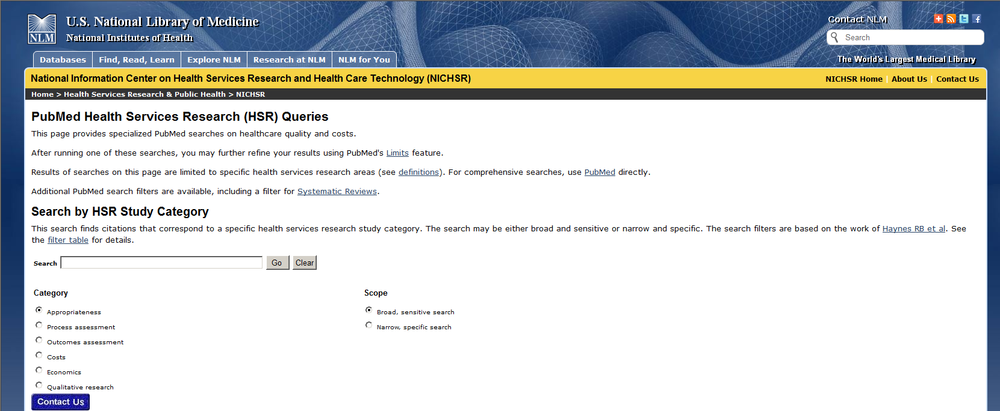 U.S. National Library of Medicine
National Institutes of Health
NLM
Contact NLM
Search
Databases
Find, Read, Learn
Explore NLM
Research at NLM
NLM for You
The World's Largest Medical Library
National Information Center on Health Services Research and Health Care Technology (NICHSR)
NICHSR Home | About Us | Contact Us
Home > Health Services Research & Public Health > NICHSR
PubMed Health Services Research (HSR) Queries
This page provides specialized PubMed searches on healthcare quality and costs.
After running one of these searches, you may further refine your results using PubMed's Limits feature.
Results of searches on this page are limited to specific health services research areas (see definitions). For comprehensive searches, use PubMed directly.
Additional PubMed search filters are available, including a filter for Systematic Reviews.
Search by HSR Study Category
This search finds citations that correspond to a specific health services research study category. The search may be either broad and sensitive or narrow and specific. The search filters are based on the work of Haynes RB et al. See
the filter table for details.
Search
Go
Clear
Category
Appropriateness
Process assessment
Outcomes assessment
Costs
Economics
Qualitative research
Scope
Broad, sensitive search
Narrow, specific search
Contact Us